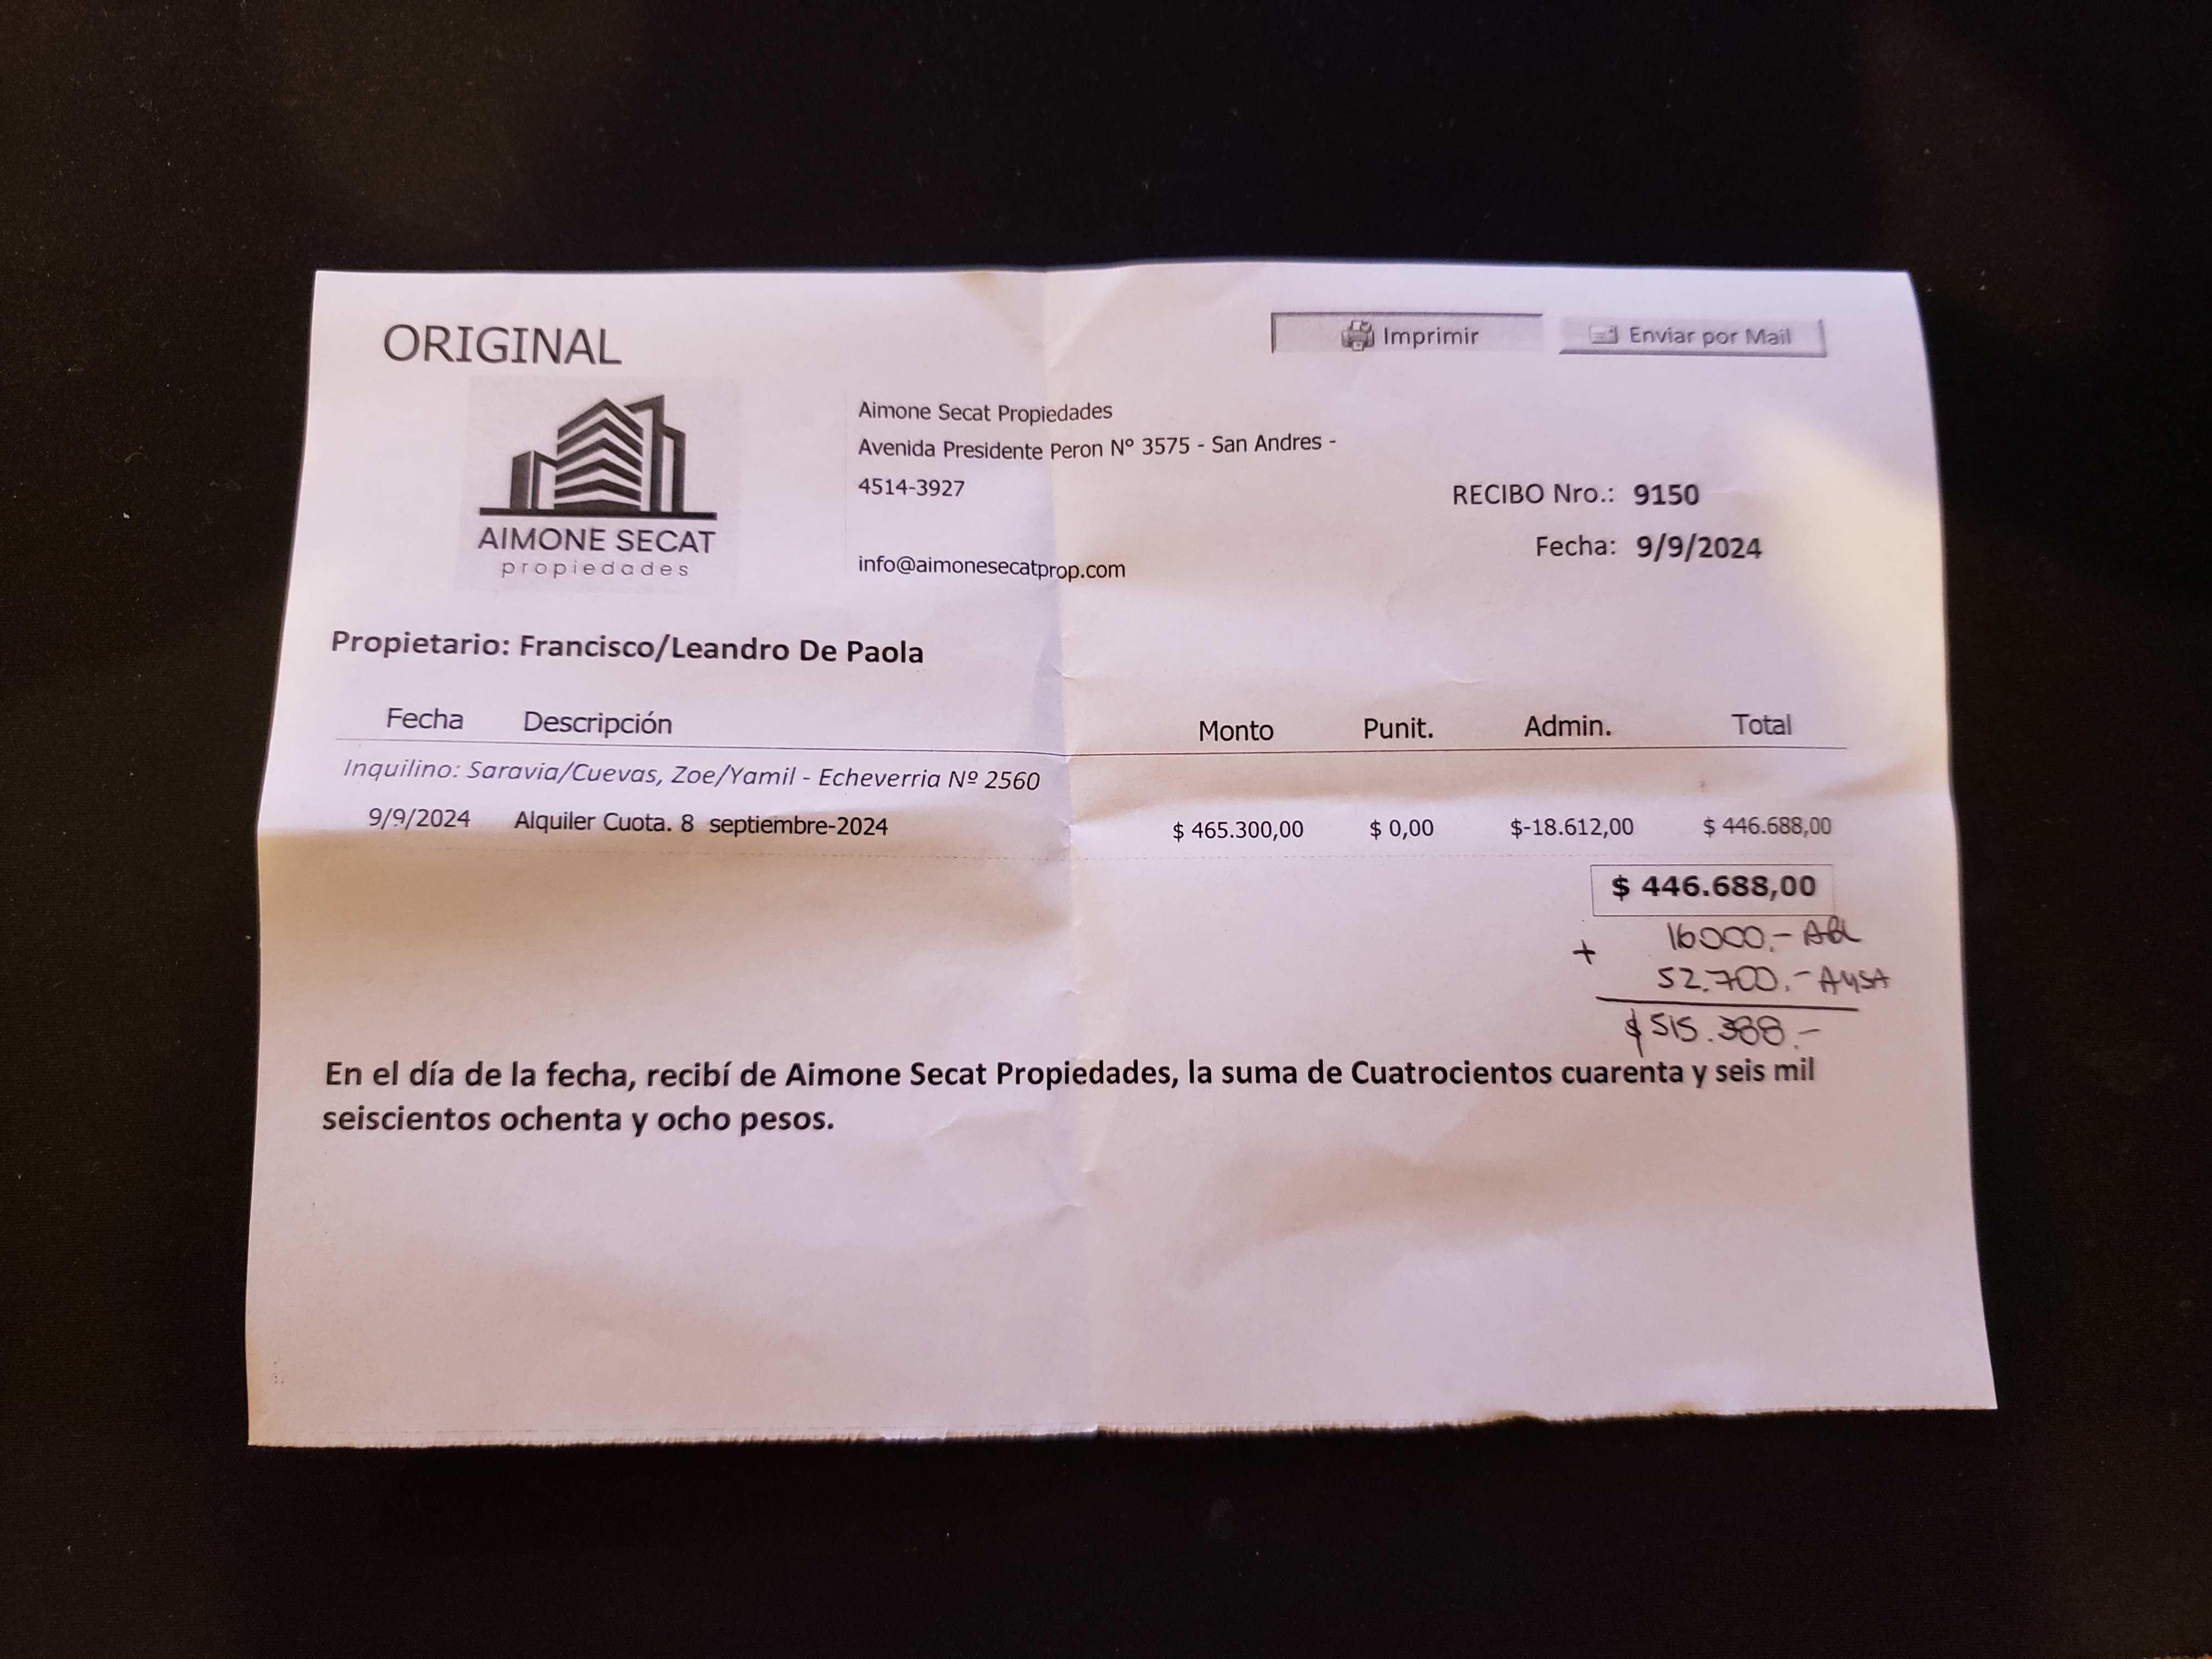 ORIGINAL
Imprimir
Enviar por Mail
AIMONE SECAT
propiedades
Aimone Secat Propiedades
Avenida Presidente Peron Nº 3575 - San Andres -
4514-3927
info@aimonesecatprop.com
RECIBO Nro.: 9150
Fecha: 9/9/2024
Propietario: Francisco/Leandro De Paola
Fecha Descripción Monto Punit. Admin. Total
Inquilino: Saravia/Cuevas, Zoe/Yamil - Echeverria Nº 2560
9/9/2024 Alquiler Cuota. 8 septiembre-2024 $ 465.300,00 $ 0,00 $-18.612,00 $ 446.688,00
$ 446.688,00
16000.- ABL
+
52.700.- AYSA
$ 515.388.-
En el día de la fecha, recibí de Aimone Secat Propiedades, la suma de Cuatrocientos cuarenta y seis mil
seiscientos ochenta y ocho pesos.